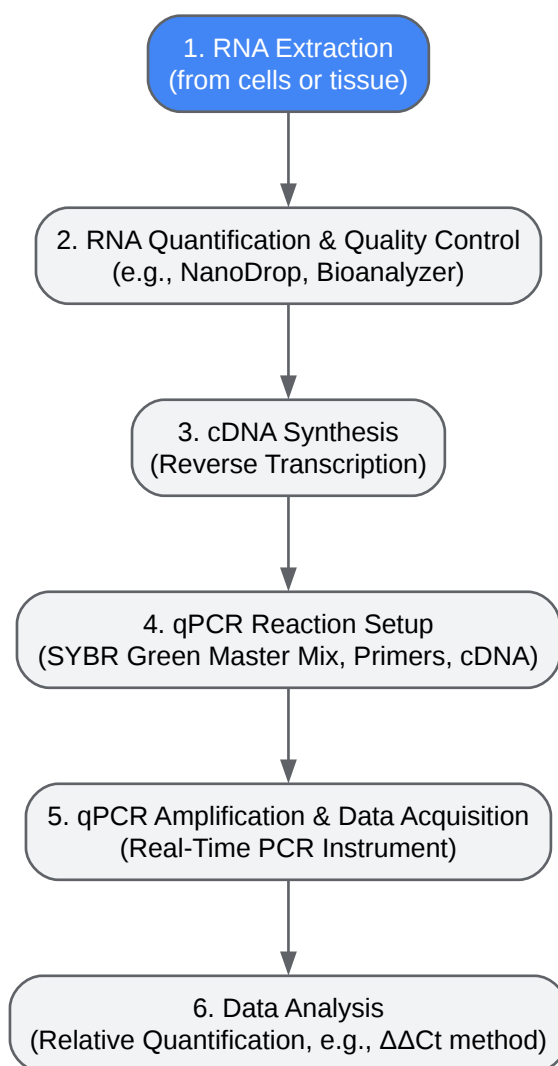 1. RNA Extraction
(from cells or tissue)
2. RNA Quantification & Quality Control
(e.g., NanoDrop, Bioanalyzer)
3. cDNA Synthesis
(Reverse Transcription)
4. qPCR Reaction Setup
(SYBR Green Master Mix, Primers, cDNA)
5. qPCR Amplification & Data Acquisition
(Real-Time PCR Instrument)
6. Data Analysis
(Relative Quantification, e.g., ΔΔCt method)